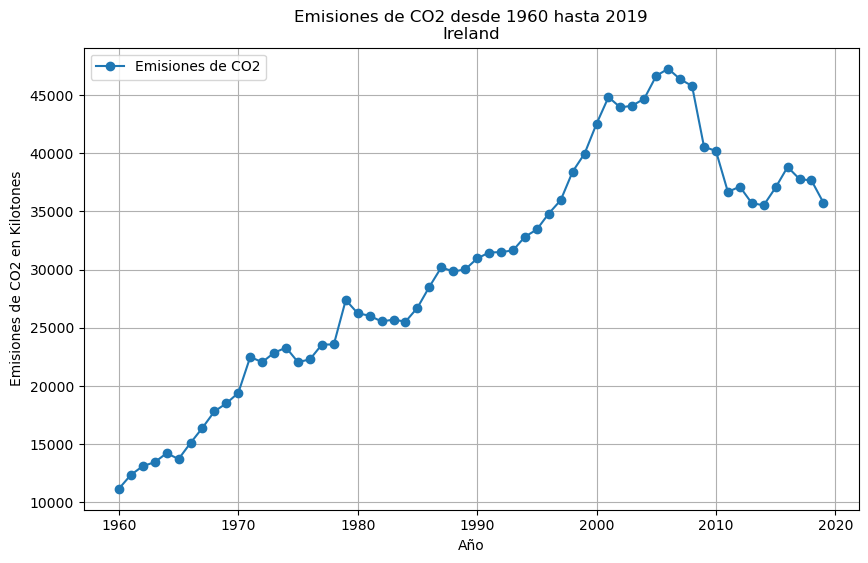 Emisiones de CO2 desde 1960 hasta 2019
Ireland
Emisiones de CO2
Emisiones de CO2 en Kilotones
45000
40000
35000
30000
25000
20000
15000
10000
1960 1970 1980 1990 2000 2010 2020
Año